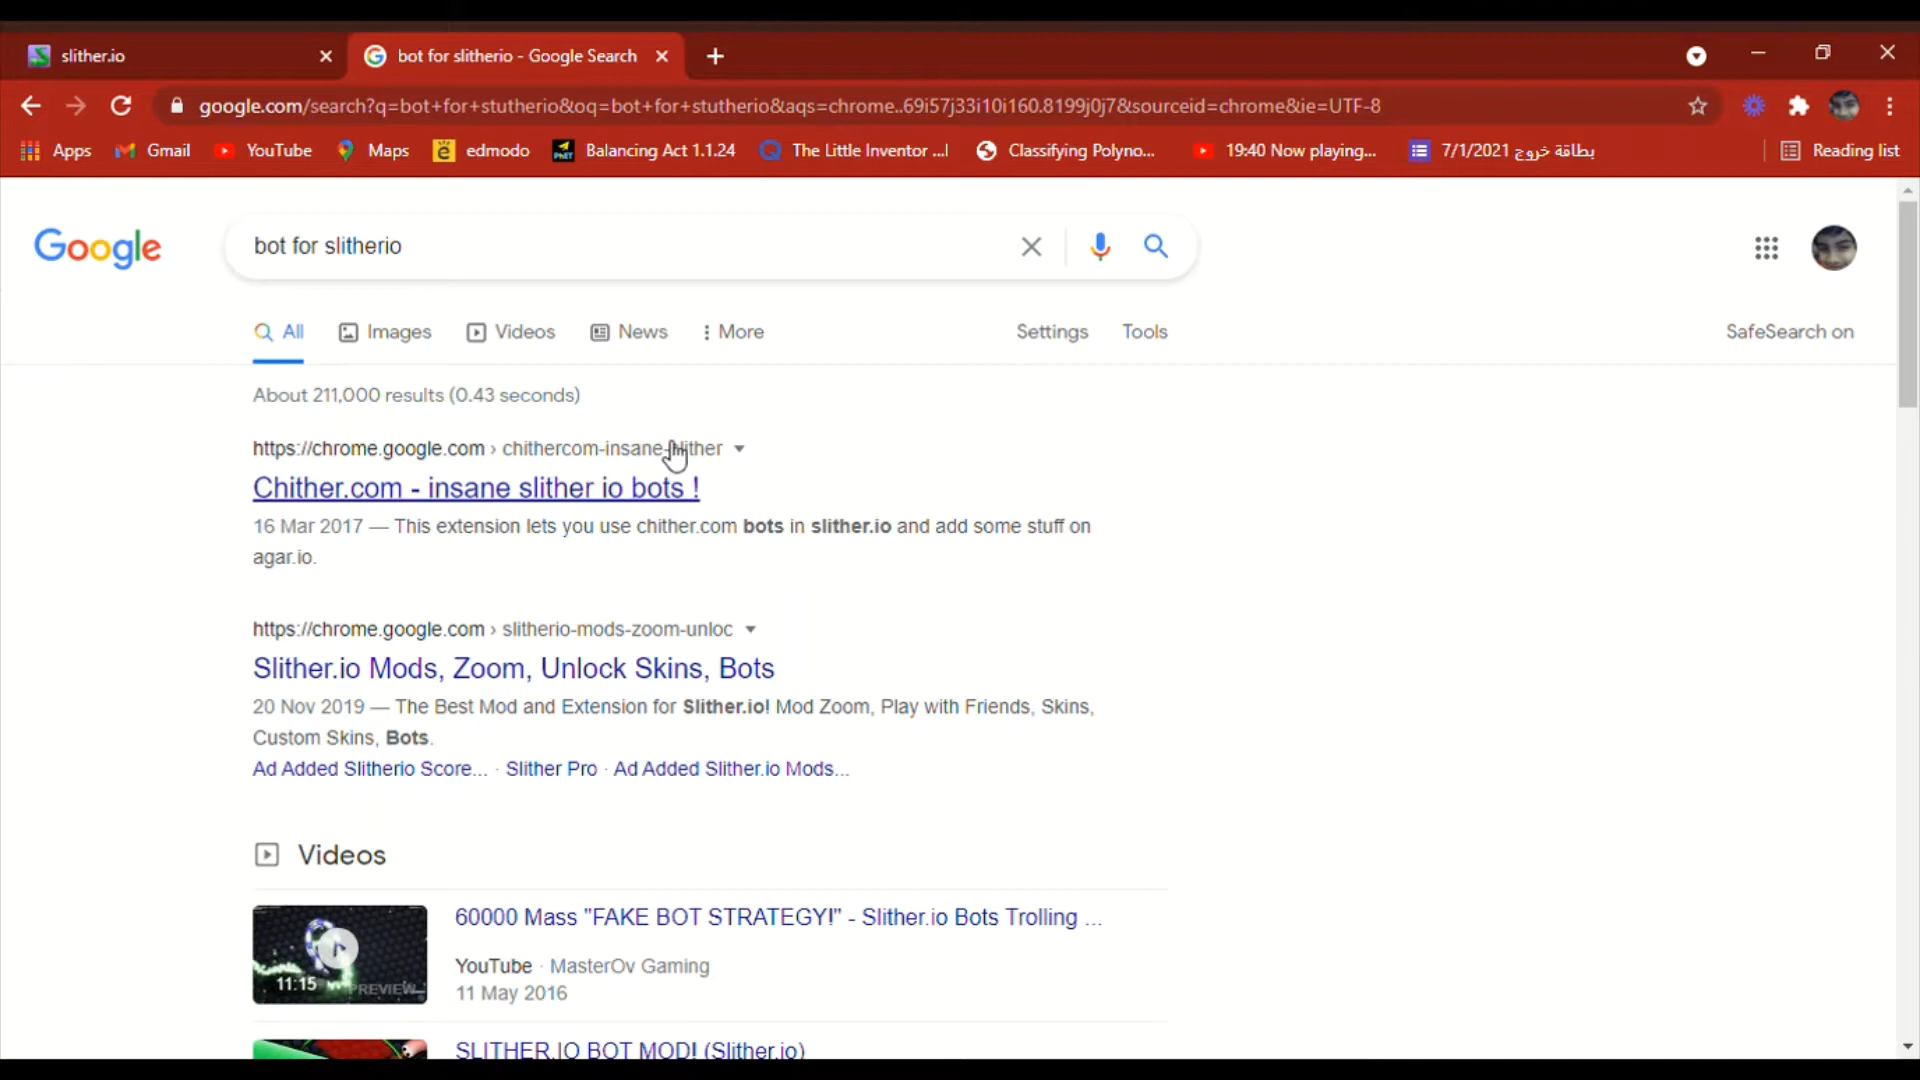 slither.io
bot for slitherio - Google Search
google.com/search?q=bot+for+stutherio&oq=bot+for+stutherio&aqs=chrome..69i57j33i10i160.8199j0j7&sourceid=chrome&ie=UTF-8
Apps Gmail YouTube Maps edmodo Balancing Act 1.1.24 The Little Inventor ...l Classifying Polyno... 19:40 Now playing... بطاقة خروج 7/1/2021 Reading list
Google
bot for slitherio
All Images Videos News More Settings Tools SafeSearch on
About 211,000 results (0.43 seconds)
https://chrome.google.com › chithercom-insane-slither
Chither.com - insane slither io bots !
16 Mar 2017 — This extension lets you use chither.com bots in slither.io and add some stuff on
agar.io.
https://chrome.google.com › slitherio-mods-zoom-unloc
Slither.io Mods, Zoom, Unlock Skins, Bots
20 Nov 2019 — The Best Mod and Extension for Slither.io! Mod Zoom, Play with Friends, Skins,
Custom Skins, Bots.
Ad Added Slitherio Score... · Slither Pro · Ad Added Slither.io Mods...
Videos
60000 Mass "FAKE BOT STRATEGY!" - Slither.io Bots Trolling ...
11:15 PREVIEW
YouTube · MasterOv Gaming
11 May 2016
SLITHER.IO BOT MOD! (Slither.io)